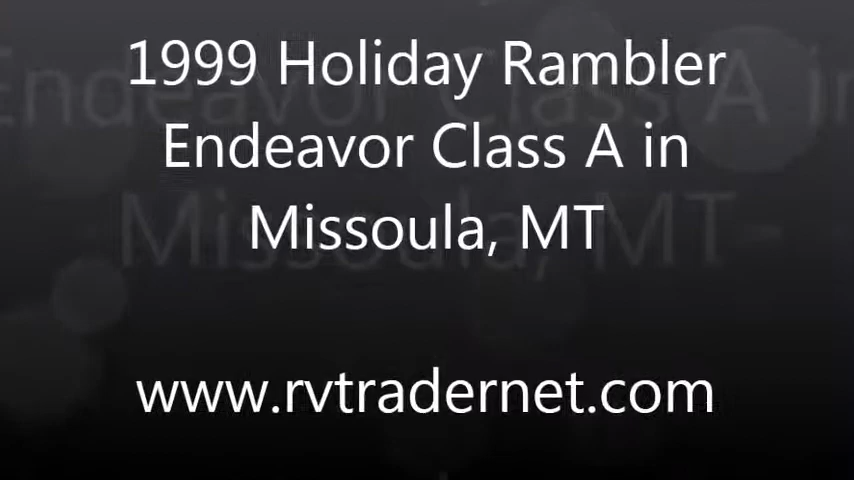 1999 Holiday Rambler
Endeavor Class A in
Missoula, MT
www.rvtradernet.com